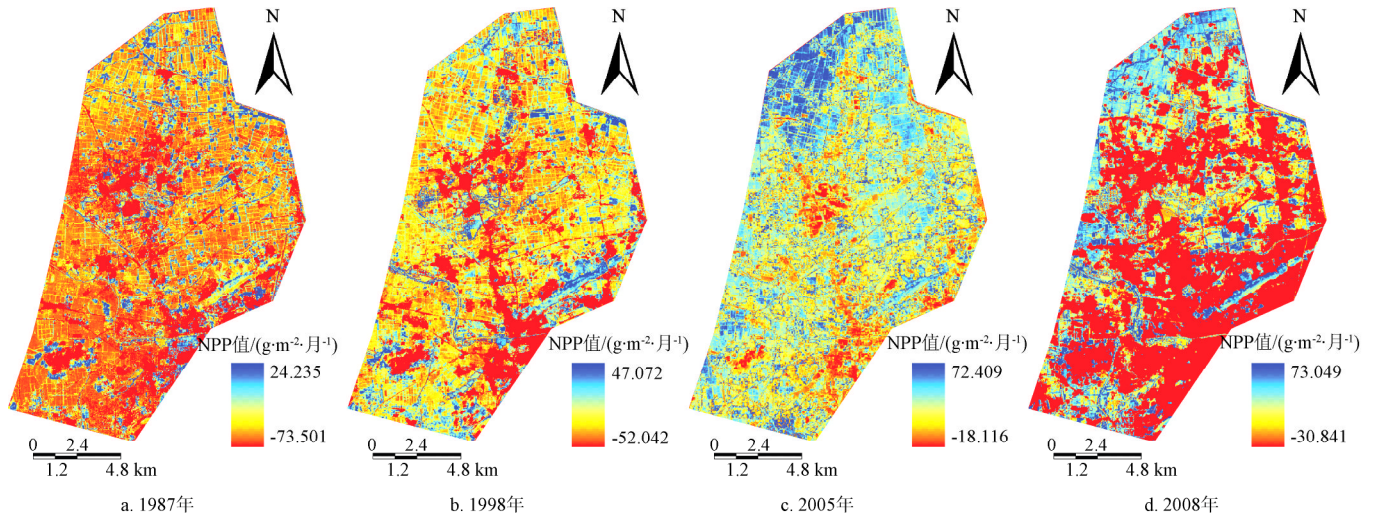 N
NPP值/(g·m⁻²·月⁻¹)
24.235
-73.501
0 2.4
1.2 4.8 km
a. 1987年
N
NPP值/(g·m⁻²·月⁻¹)
47.072
-52.042
0 2.4
1.2 4.8 km
b. 1998年
N
NPP值/(g·m⁻²·月⁻¹)
72.409
-18.116
0 2.4
1.2 4.8 km
c. 2005年
N
NPP值/(g·m⁻²·月⁻¹)
73.049
-30.841
0 2.4
1.2 4.8 km
d. 2008年